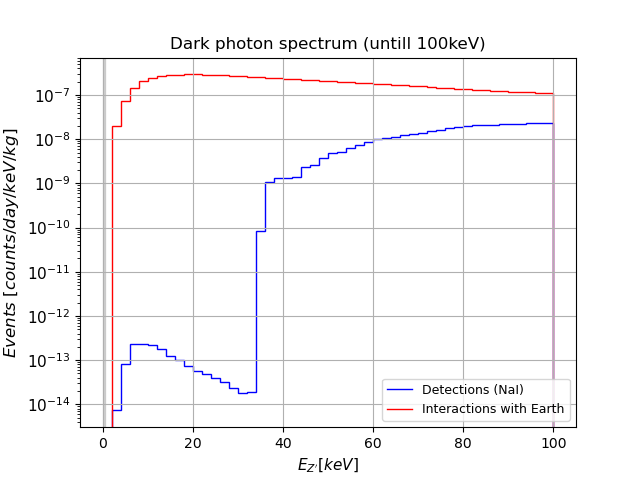 Dark photon spectrum (untill 100keV)
Events [counts/day/keV/kg]
10⁻⁷
10⁻⁸
10⁻⁹
10⁻¹⁰
10⁻¹¹
10⁻¹²
10⁻¹³
10⁻¹⁴
Detections (NaI)
Interactions with Earth
0 20 40 60 80 100
E_{Z'}[keV]